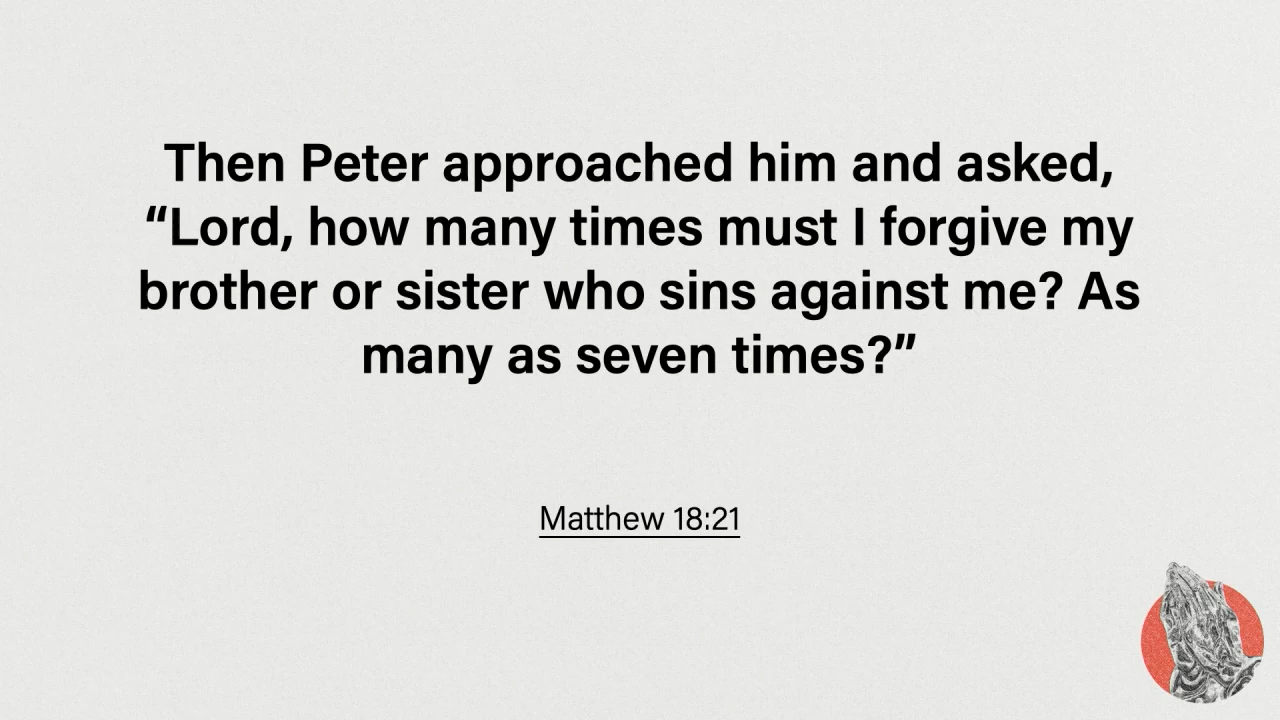 Then Peter approached him and asked,
“Lord, how many times must I forgive my
brother or sister who sins against me? As
many as seven times?”
Matthew 18:21